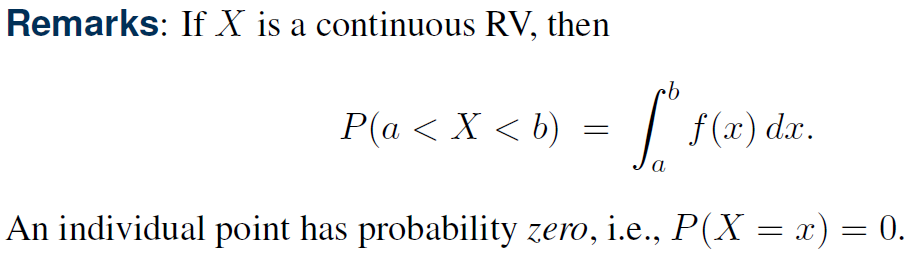 Remarks: If X is a continuous RV, then
P(a < X < b) = ∫_a^b f(x) dx.
An individual point has probability zero, i.e., P(X = x) = 0.